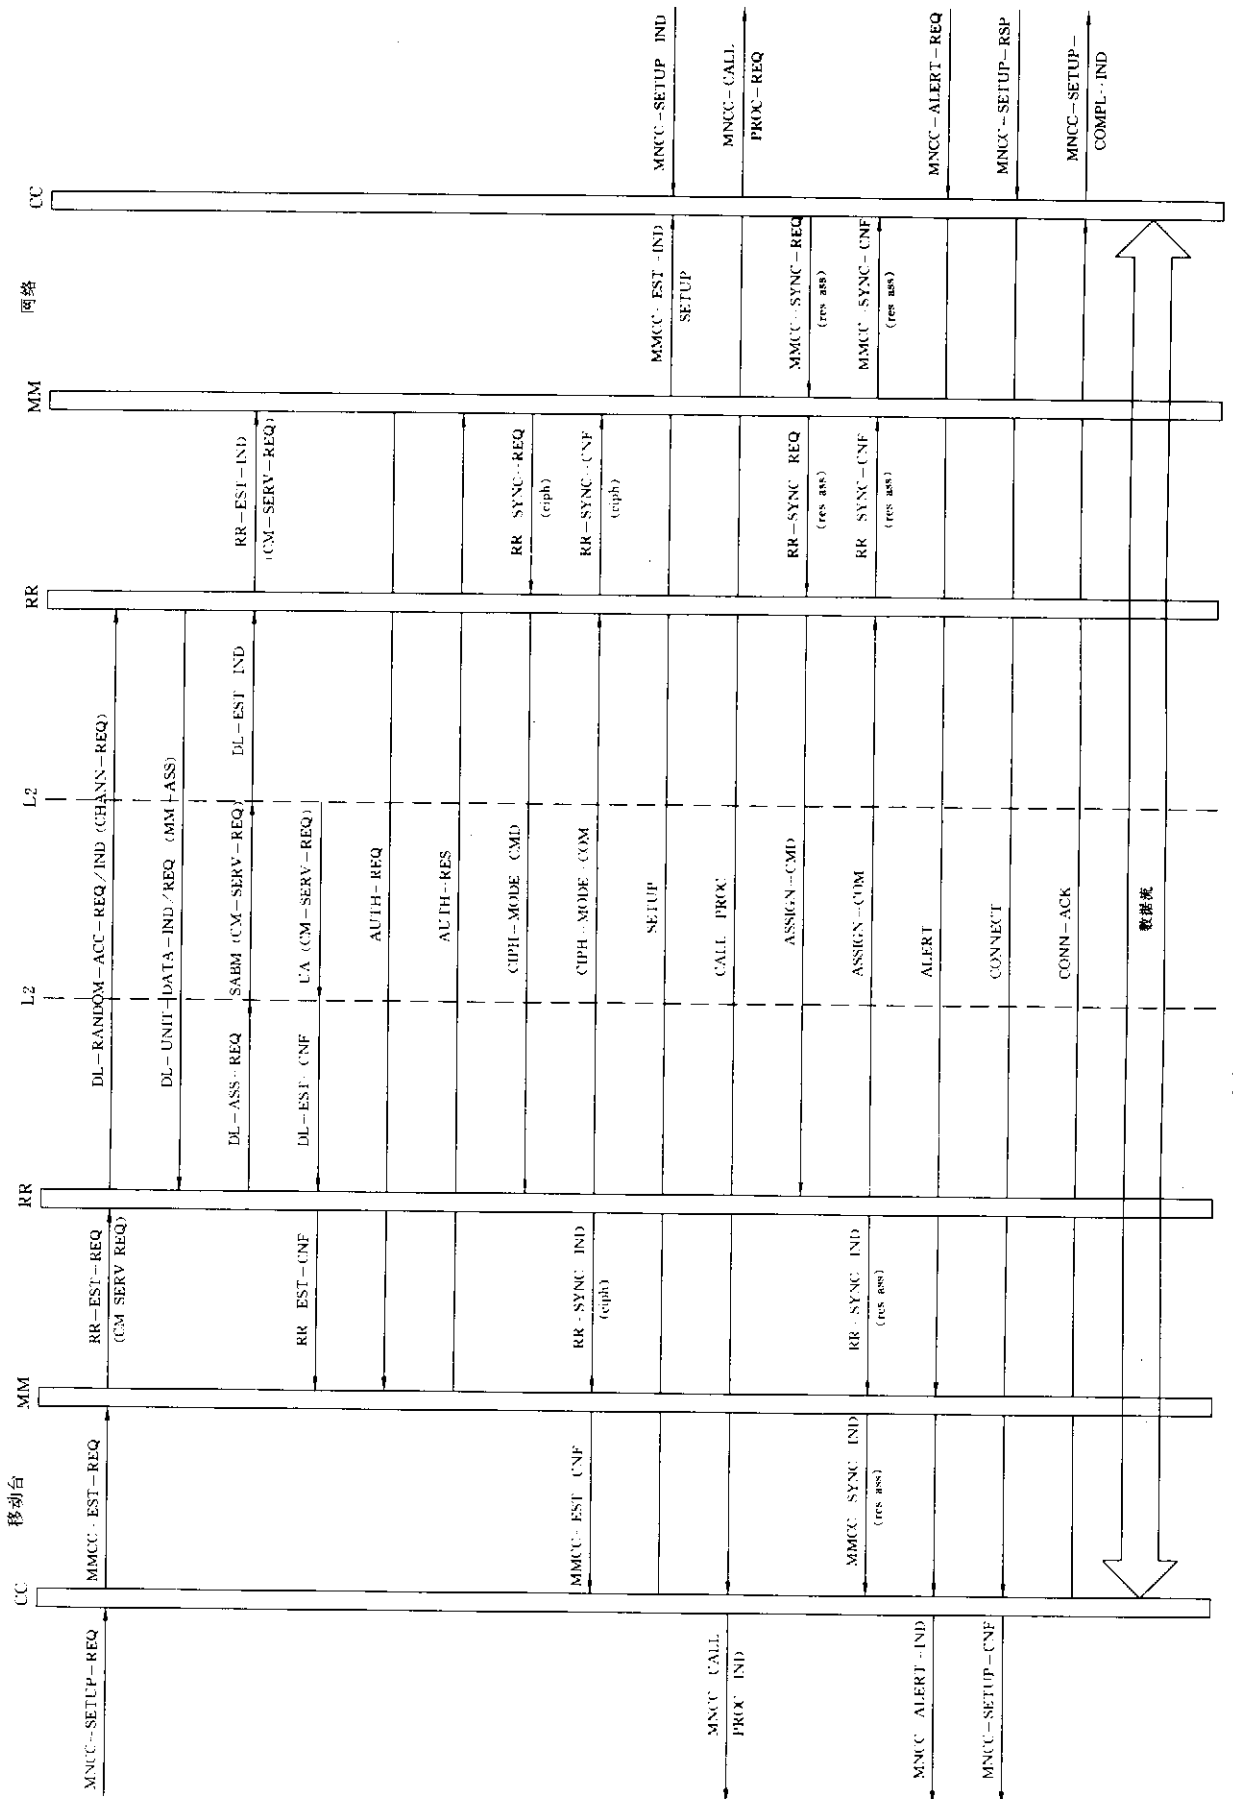 移动台
网络
CC
MM
RR
L2
L2
RR
MM
CC
MNCC-SETUP-REQ
MMCC-EST-REQ
RR-EST-REQ
(CM SERV REQ)
DL-RANDOM-ACC-REQ/IND (CHANN-REQ)
DL-UNIT-DATA-IND/REQ (MM-ASS)
DL-ASS-REQ
SABM (CM-SERV-REQ)
DL-EST IND
RR-EST-IND
(CM-SERV-REQ)
RR EST-CNF
DL-EST-CNF
UA (CM-SERV-REQ)
AUTH-REQ
AUTH-RES
CIPH-MODE CMD
RR SYNC-REQ
(ciph)
MMCC-EST CNF
RR-SYNC IND
(ciph)
CIPH-MODE-COM
RR-SYNC-CNF
(ciph)
SETUP
MMCC-EST-IND
SETUP
MNCC-SETUP IND
MNCC CALL
PROC IND
CALL PROC
MNCC-CALL
PROC-REQ
ASSIGN-CMD
RR-SYNC REQ
(res ass)
MMCC-SYNC-REQ
(res ass)
MMCC SYNC IND
(res ass)
RR-SYNC IND
(res ass)
ASSIGN-COM
RR SYNC-CNF
(res ass)
MMCC SYNC-CNF
(res ass)
MNCC ALERT-IND
ALERT
MNCC-ALERT-REQ
MNCC-SETUP-CNF
CONNECT
MNCC-SETUP-RSP
CONN-ACK
MNCC-SETUP-
COMPL-IND
数据流